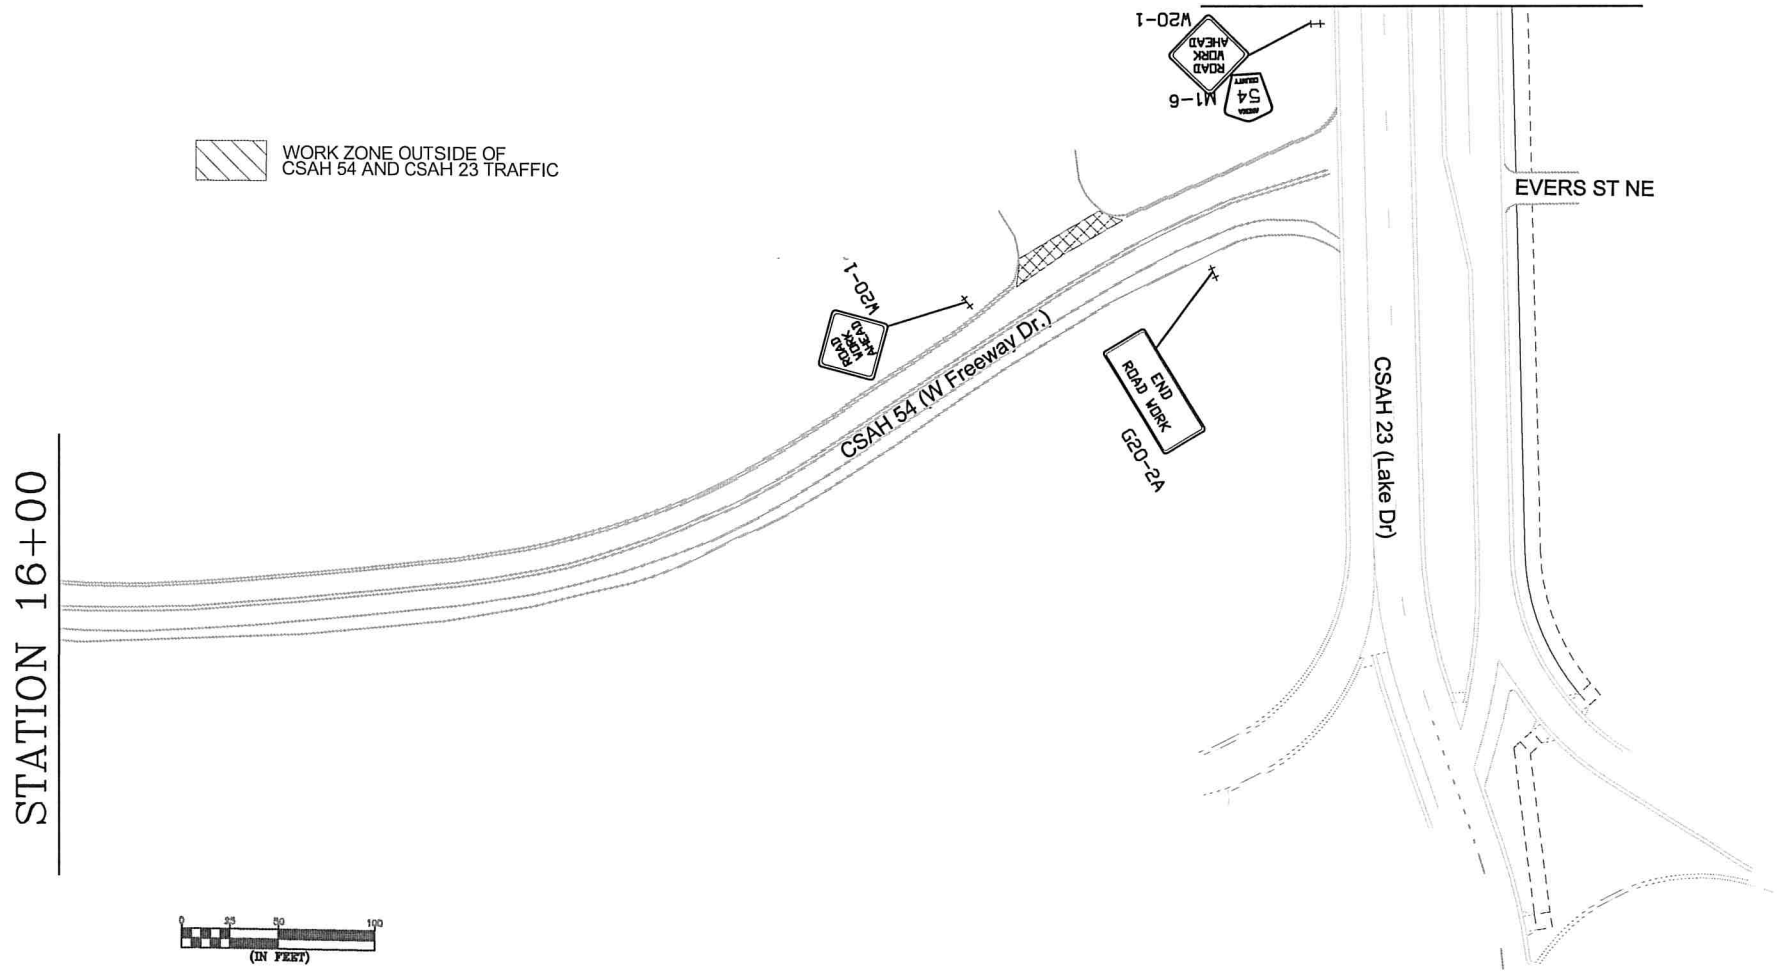 W20-1
ROAD
WORK
AHEAD
M1-6
ANOKA
54
COUNTY
WORK ZONE OUTSIDE OF
CSAH 54 AND CSAH 23 TRAFFIC
EVERS ST NE
W20-1
ROAD
WORK
AHEAD
CSAH 54 (W Freeway Dr.)
END
ROAD WORK
G20-2A
CSAH 23 (Lake Dr)
STATION 16+00
0 25 50 100
(IN FEET)